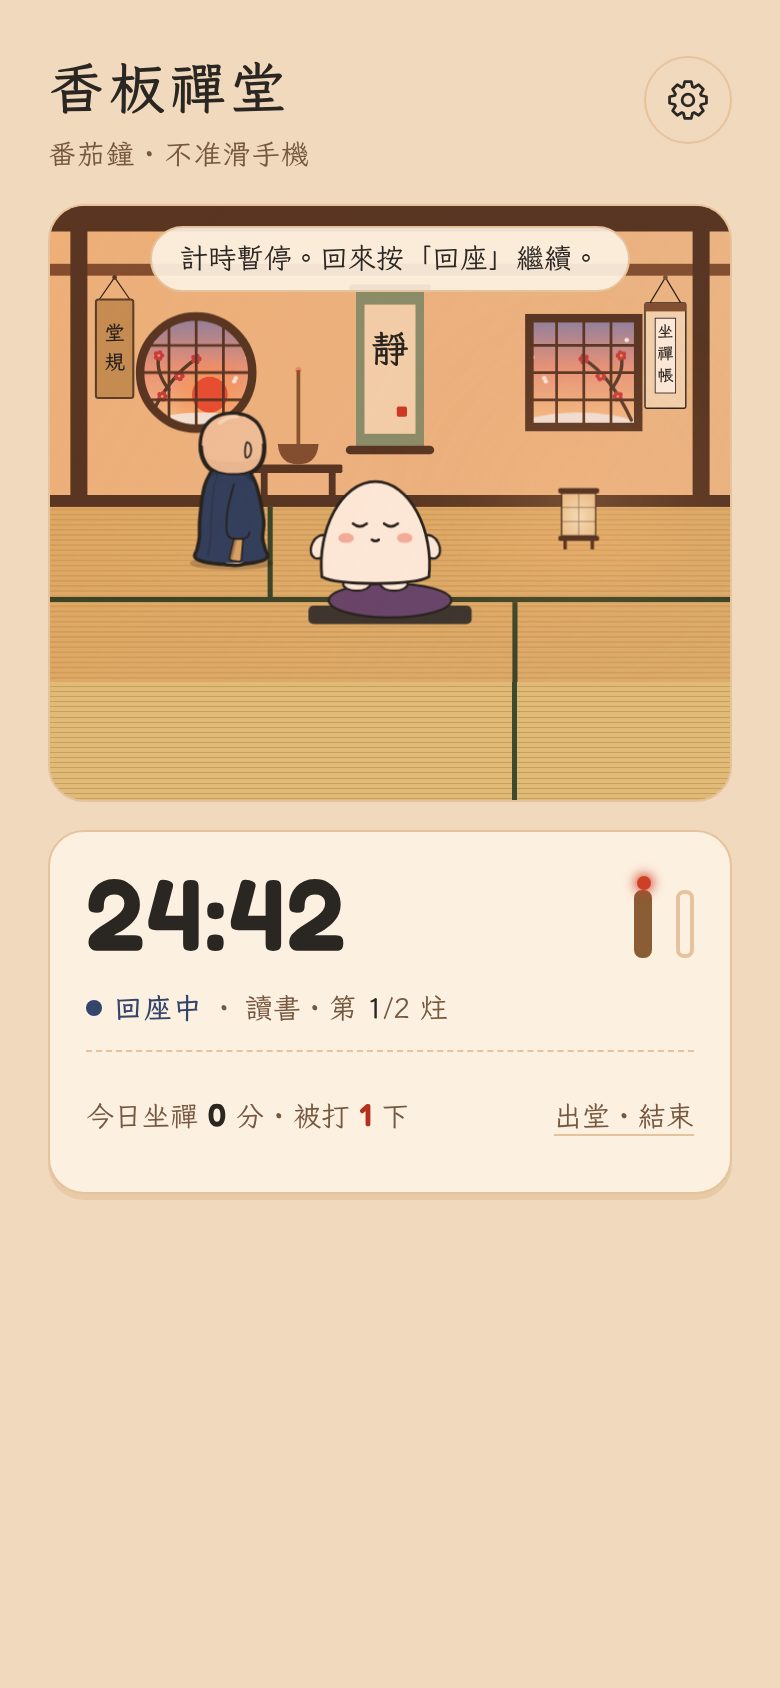 香板禪堂
番茄鐘・不准滑手機
計時暫停。回來按「回座」繼續。
堂規
靜
坐禪帳
24:42
回座中 · 讀書・第 1/2 炷
今日坐禪 0 分・被打 1 下
出堂・結束